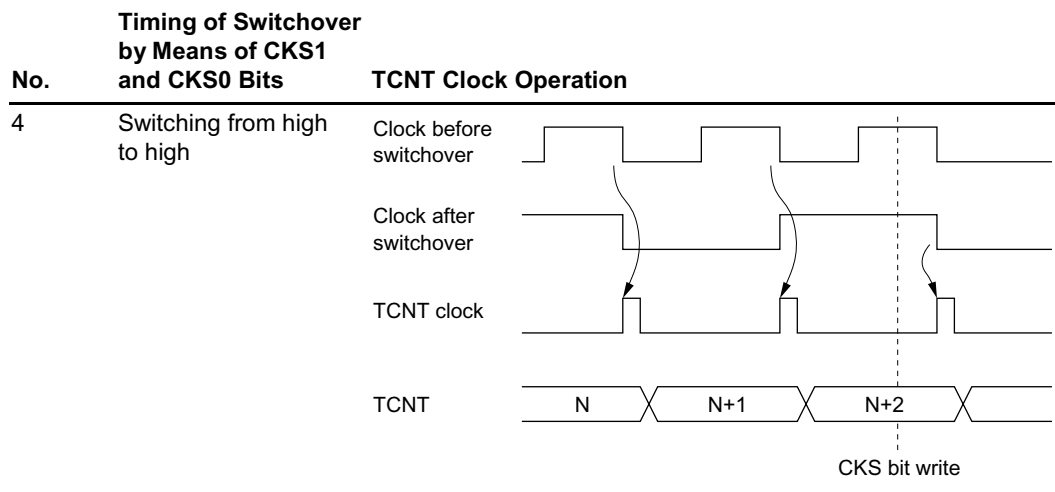 Timing of Switchover
by Means of CKS1
No. and CKS0 Bits TCNT Clock Operation
4 Switching from high
to high
Clock before
switchover
Clock after
switchover
TCNT clock
TCNT N N+1 N+2
CKS bit write